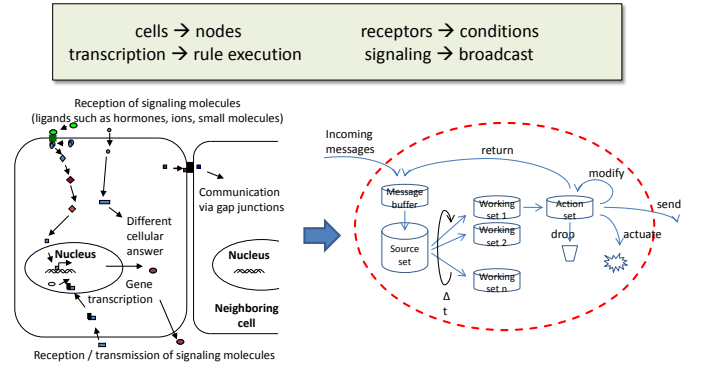 cells → nodes
transcription → rule execution
receptors → conditions
signaling → broadcast
Reception of signaling molecules
(ligands such as hormones, ions, small molecules)
Communication
via gap junctions
Different
cellular
answer
Nucleus
Gene
transcription
Nucleus
Neighboring
cell
Reception / transmission of signaling molecules
Incoming
messages
return
modify
Message
buffer
Working
set 1
Action
set
send
Working
set 2
Source
set
drop
actuate
Working
set n
Δ
t